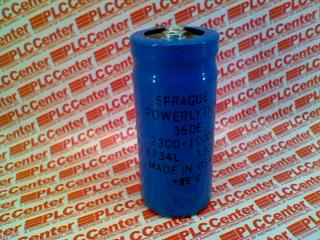 SPRAGUE
POWERLYTIC
36DE
2300-100
8734L
MADE IN USA
+85°C
PLCCenter